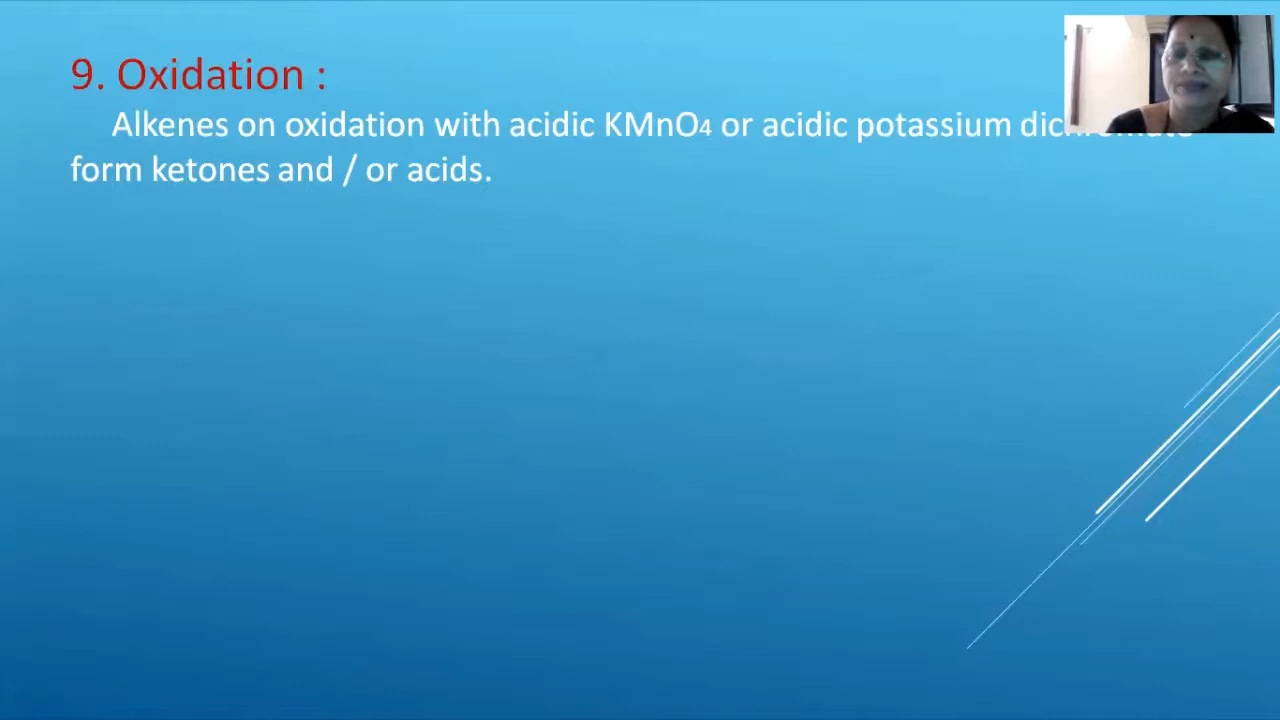 9. Oxidation :
Alkenes on oxidation with acidic KMnO4 or acidic potassium
form ketones and / or acids.